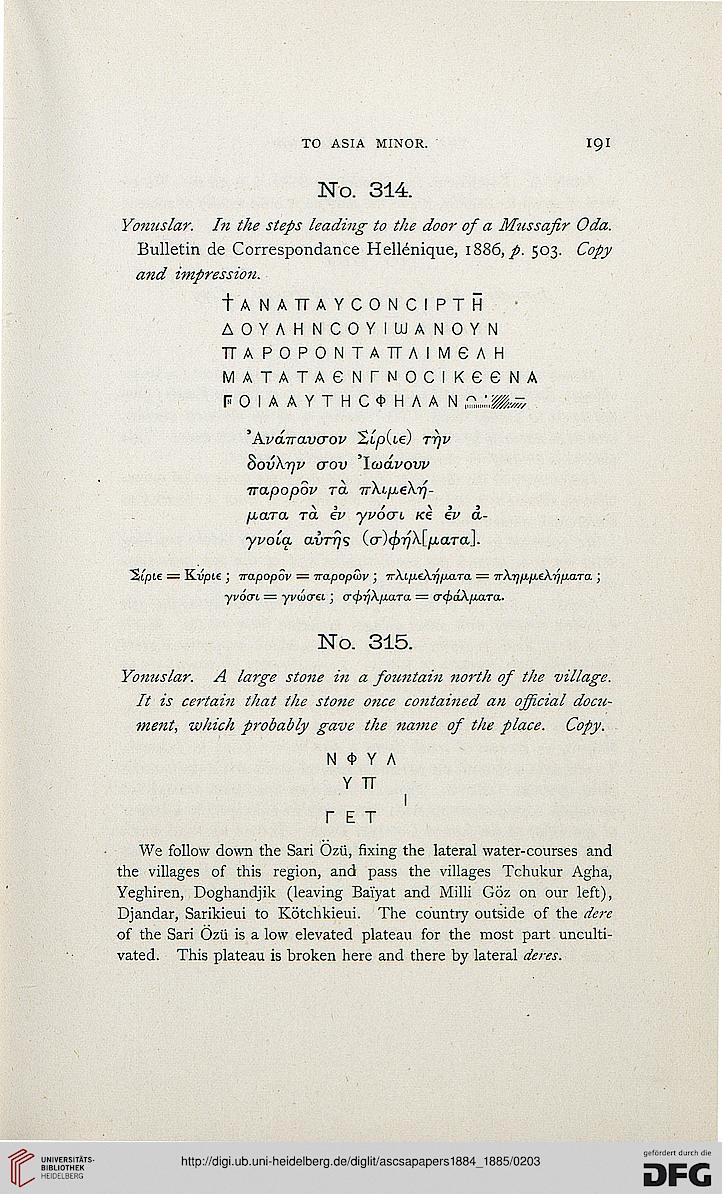 TO ASIA MINOR. 191
No. 314.
Yonuslar. In the steps leading to the door of a Mussafir Oda.
Bulletin de Correspondance Hellénique, 1886, p. 503. Copy
and impression.
† Α Ν Α Π Α Υ C Ο Ν C Ι Ρ Τ Η̄
Δ Ο Υ Λ Η Ν C Ο Υ Ι Ѡ Α Ν Ο Υ Ν
Π Α Ρ Ο Ρ Ο Ν Τ Α Π Λ Ι Μ Є Λ Η
Μ Α Τ Α Τ Α Є Ν Γ Ν Ο C Ι Κ Є Є Ν Α
Γ Ο Ι Α Α Υ Τ Η C Φ Η Λ Α Ν
Ἀνάπαυσον Σίρ(ιε) τὴν
δούλην σου Ἰωάνουν
παρορὸν τὰ πλιμελή-
ματα τὰ ἐν γνόσι κὲ ἐν ἀ-
γνοίᾳ αὐτῆς (σ)φήλ[ματα].
Σίριε = Κύριε ; παρορὸν = παρορῶν ; πλιμελήματα = πλημμελήματα ;
γνόσι = γνώσει ; σφήλματα = σφάλματα.
No. 315.
Yonuslar. A large stone in a fountain north of the village.
It is certain that the stone once contained an official docu-
ment, which probably gave the name of the place. Copy.
Ν Φ Υ Λ
Υ Π
Ι
Γ Ε Τ
We follow down the Sari Özü, fixing the lateral water-courses and
the villages of this region, and pass the villages Tchukur Agha,
Yeghiren, Doghandjik (leaving Baïyat and Milli Göz on our left),
Djandar, Sarikieui to Kötchkieui. The country outside of the dere
of the Sari Özü is a low elevated plateau for the most part unculti-
vated. This plateau is broken here and there by lateral deres.
UNIVERSITÄTS-
BIBLIOTHEK
HEIDELBERG
http://digi.ub.uni-heidelberg.de/diglit/ascsapapers1884_1885/0203
gefördert durch die
DFG